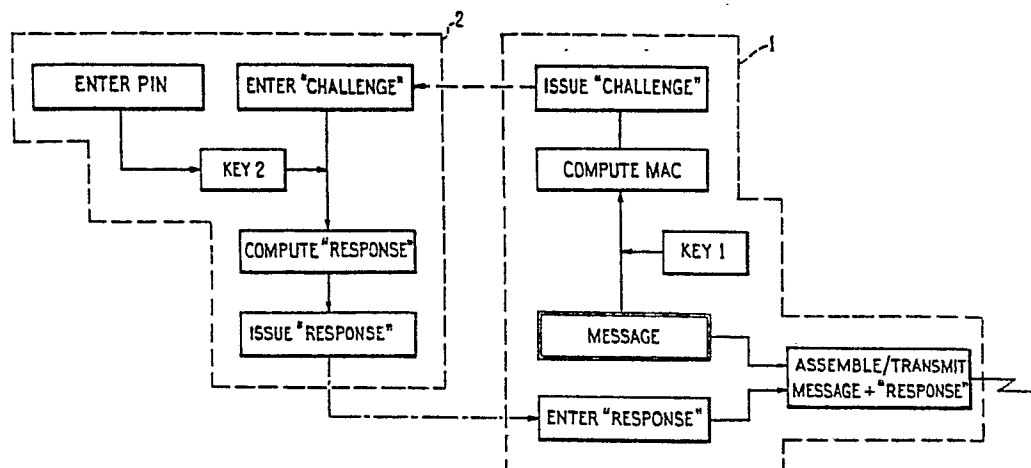 2
1
ENTER PIN
ENTER "CHALLENGE"
ISSUE "CHALLENGE"
KEY 2
COMPUTE MAC
COMPUTE "RESPONSE"
KEY 1
ISSUE "RESPONSE"
MESSAGE
ASSEMBLE/TRANSMIT
MESSAGE + "RESPONSE"
ENTER "RESPONSE"